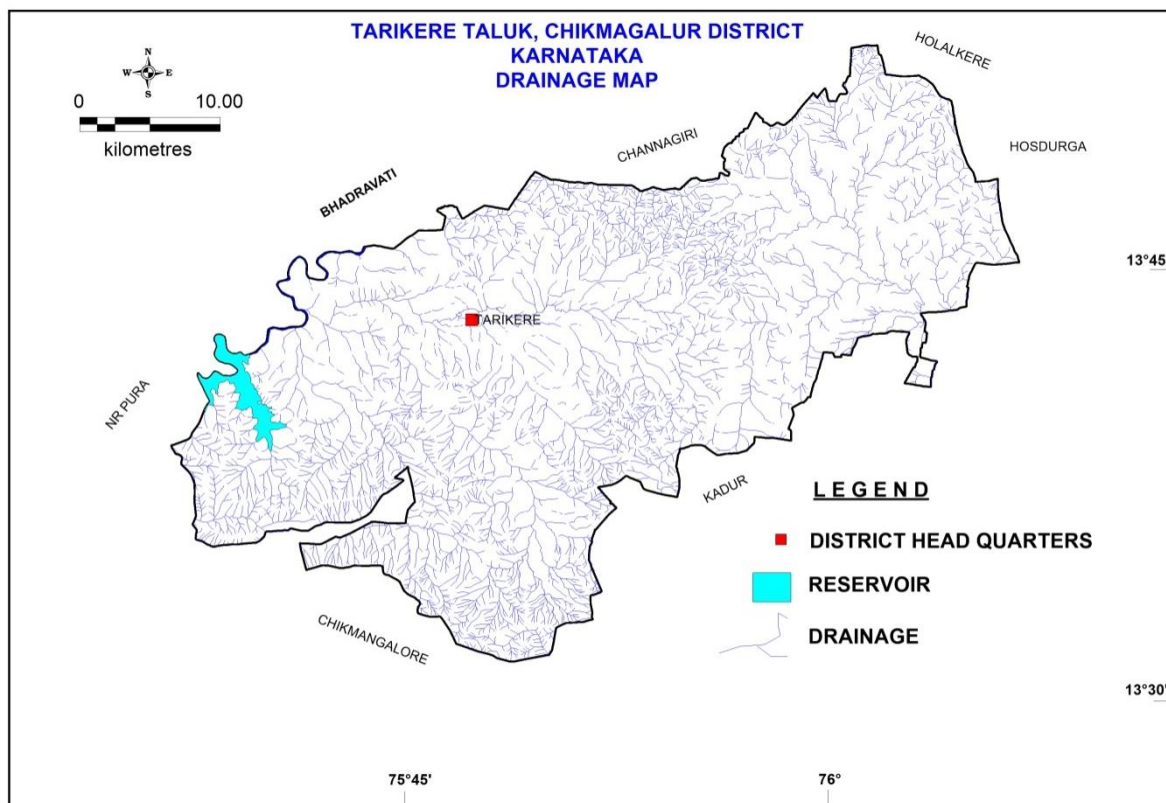 TARIKERE TALUK, CHIKMAGALUR DISTRICT
KARNATAKA
DRAINAGE MAP
N
W E
S
0 10.00
kilometres
HOLALKERE
CHANNAGIRI
HOSDURGA
BHADRAVATI
13°45'
TARIKERE
NR PURA
KADUR
LEGEND
DISTRICT HEAD QUARTERS
RESERVOIR
CHIKMANGALORE
DRAINAGE
13°30'
75°45'
76°